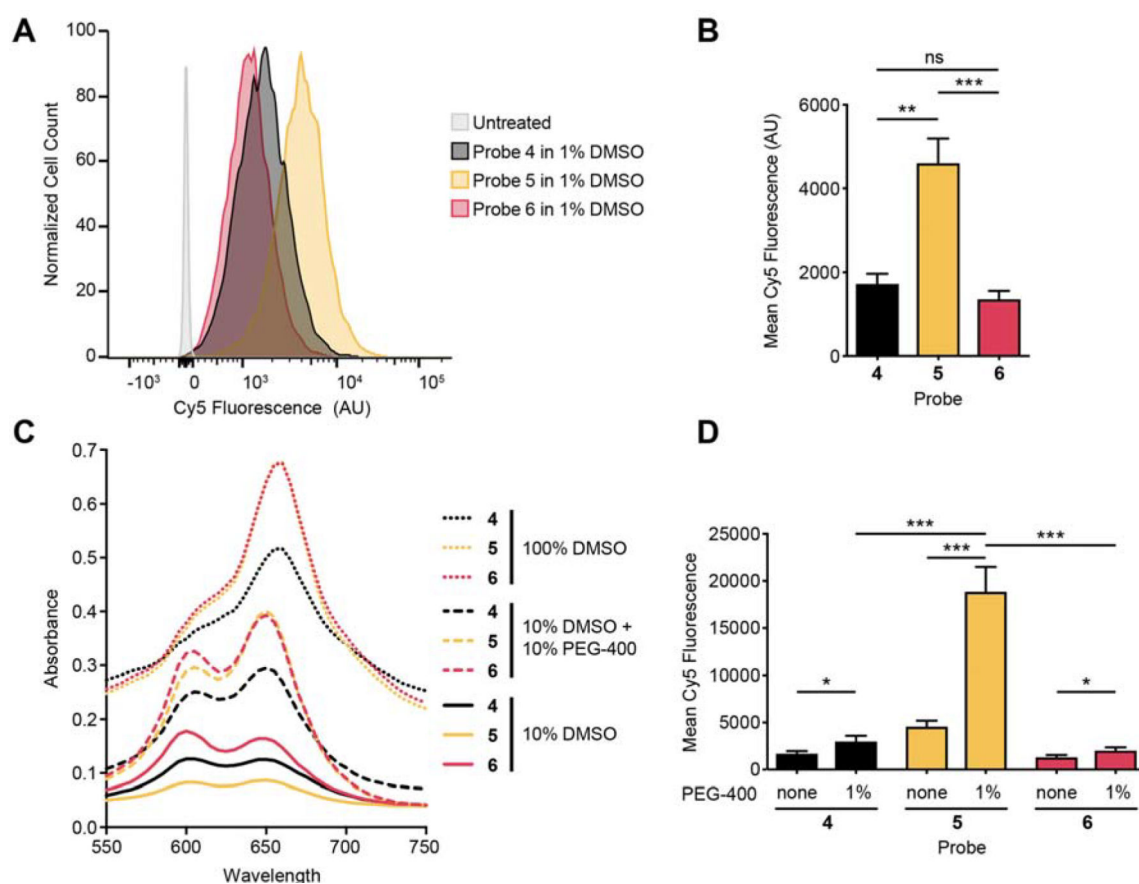 A
Normalized Cell Count
100
80
60
40
20
0
-10³ 0 10³ 10⁴ 10⁵
Cy5 Fluorescence (AU)
Untreated
Probe 4 in 1% DMSO
Probe 5 in 1% DMSO
Probe 6 in 1% DMSO
B
ns
***
**
Mean Cy5 Fluorescence (AU)
6000
4000
2000
0
4 5 6
Probe
C
Absorbance
0.7
0.6
0.5
0.4
0.3
0.2
0.1
0.0
550 600 650 700 750
Wavelength
4
5 100% DMSO
6
4 10% DMSO +
5 10% PEG-400
6
4
5 10% DMSO
6
D
***
*** ***
* *
Mean Cy5 Fluorescence
25000
20000
15000
10000
5000
0
PEG-400 none 1% none 1% none 1%
4 5 6
Probe